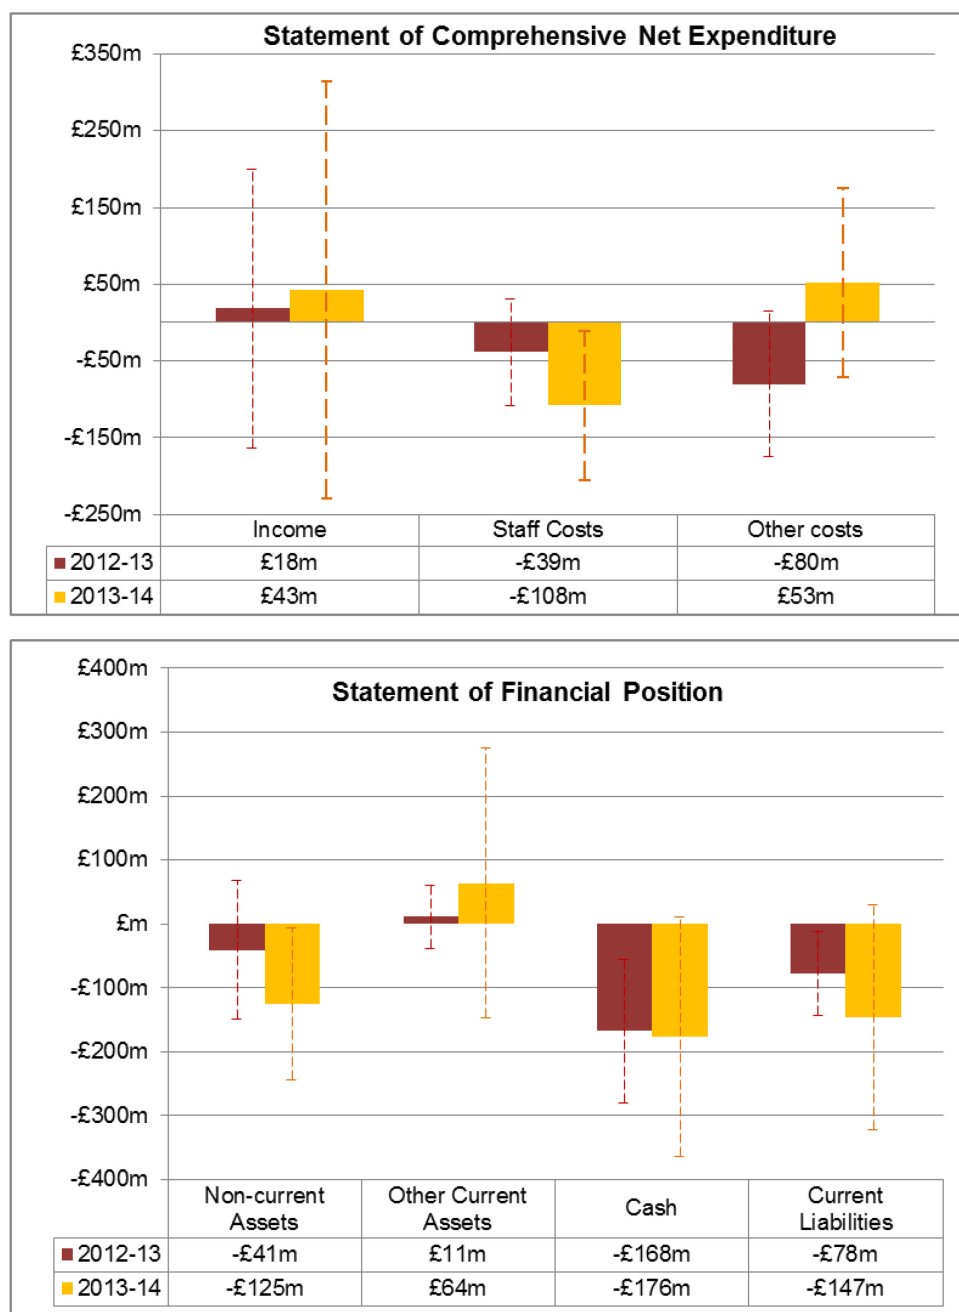 Statement of Comprehensive Net Expenditure
£350m
£250m
£150m
£50m
-£50m
-£150m
-£250m
Income Staff Costs Other costs
2012-13 £18m -£39m -£80m
2013-14 £43m -£108m £53m
£400m
Statement of Financial Position
£300m
£200m
£100m
£m
-£100m
-£200m
-£300m
-£400m
Non-current Assets Other Current Assets Cash Current Liabilities
2012-13 -£41m £11m -£168m -£78m
2013-14 -£125m £64m -£176m -£147m